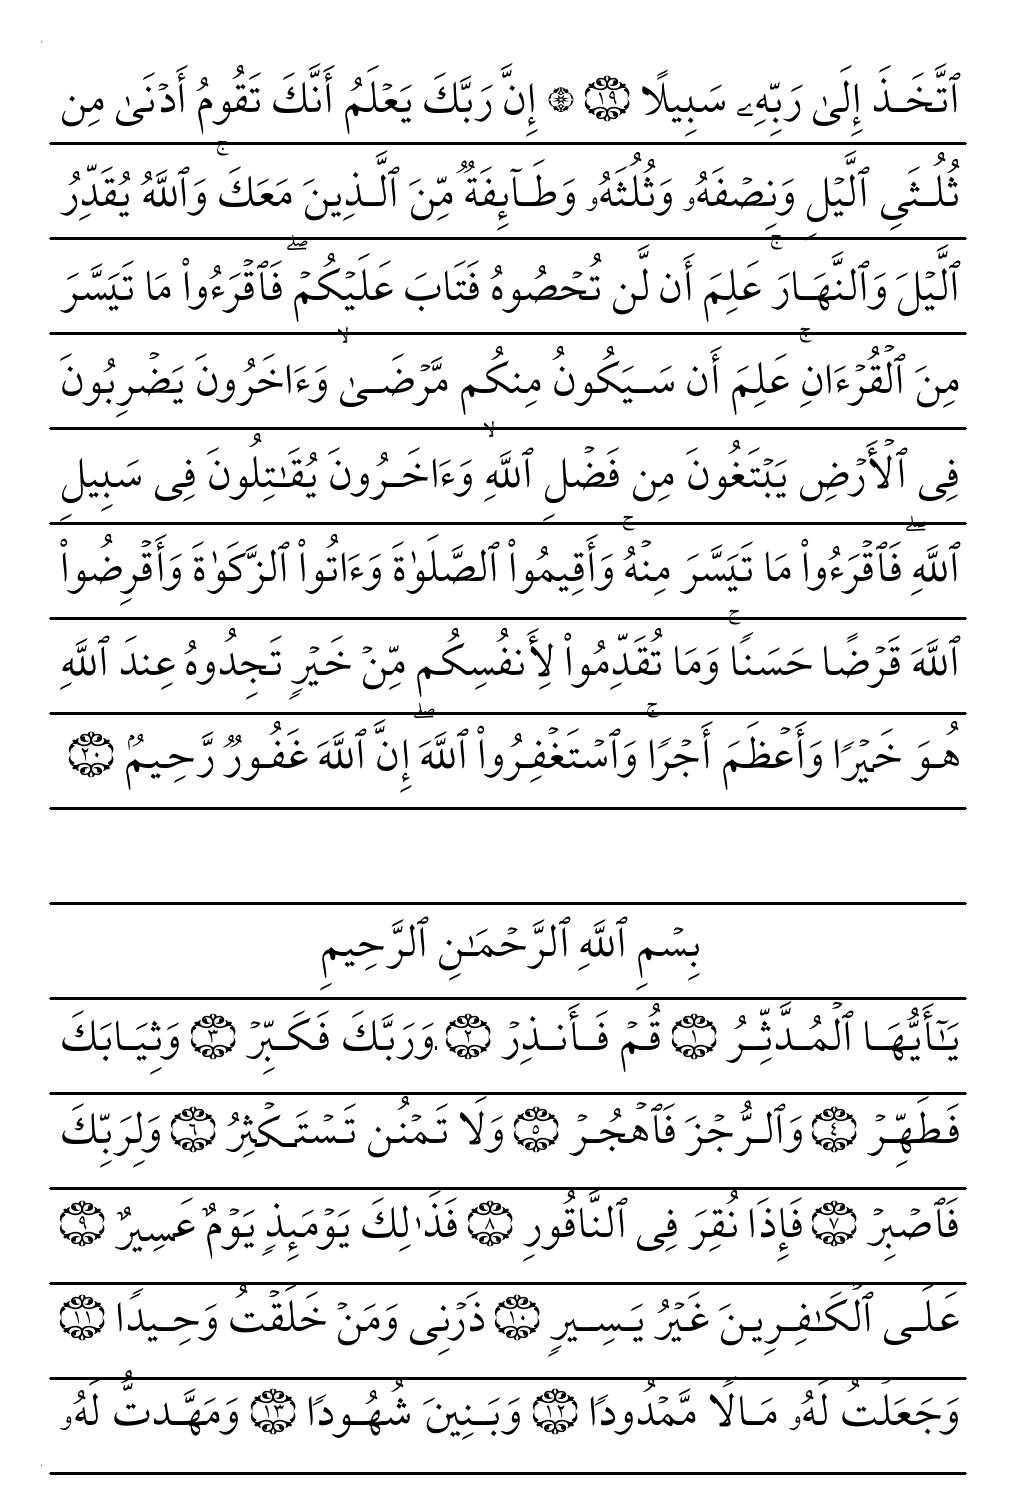 ٱتَّخَذَ إِلَىٰ رَبِّهِۦ سَبِيلًا ۝١٩ ۞ إِنَّ رَبَّكَ يَعۡلَمُ أَنَّكَ تَقُومُ أَدۡنَىٰ مِن
ثُلُثَيِ ٱلَّيۡلِ وَنِصۡفَهُۥ وَثُلُثَهُۥ وَطَآئِفَةٞ مِّنَ ٱلَّذِينَ مَعَكَۚ وَٱللَّهُ يُقَدِّرُ
ٱلَّيۡلَ وَٱلنَّهَارَۚ عَلِمَ أَن لَّن تُحۡصُوهُ فَتَابَ عَلَيۡكُمۡۖ فَٱقۡرَءُواْ مَا تَيَسَّرَ
مِنَ ٱلۡقُرۡءَانِۚ عَلِمَ أَن سَيَكُونُ مِنكُم مَّرۡضَىٰۙ وَءَاخَرُونَ يَضۡرِبُونَ
فِي ٱلۡأَرۡضِ يَبۡتَغُونَ مِن فَضۡلِ ٱللَّهِۙ وَءَاخَرُونَ يُقَٰتِلُونَ فِي سَبِيلِ
ٱللَّهِۖ فَٱقۡرَءُواْ مَا تَيَسَّرَ مِنۡهُۚ وَأَقِيمُواْ ٱلصَّلَوٰةَ وَءَاتُواْ ٱلزَّكَوٰةَ وَأَقۡرِضُواْ
ٱللَّهَ قَرۡضًا حَسَنٗاۚ وَمَا تُقَدِّمُواْ لِأَنفُسِكُم مِّنۡ خَيۡرٖ تَجِدُوهُ عِندَ ٱللَّهِ
هُوَ خَيۡرٗا وَأَعۡظَمَ أَجۡرٗاۚ وَٱسۡتَغۡفِرُواْ ٱللَّهَۖ إِنَّ ٱللَّهَ غَفُورٞ رَّحِيمُۢ ۝٢٠
بِسۡمِ ٱللَّهِ ٱلرَّحۡمَٰنِ ٱلرَّحِيمِ
يَٰٓأَيُّهَا ٱلۡمُدَّثِّرُ ۝١ قُمۡ فَأَنذِرۡ ۝٢ وَرَبَّكَ فَكَبِّرۡ ۝٣ وَثِيَابَكَ
فَطَهِّرۡ ۝٤ وَٱلرُّجۡزَ فَٱهۡجُرۡ ۝٥ وَلَا تَمۡنُن تَسۡتَكۡثِرُ ۝٦ وَلِرَبِّكَ
فَٱصۡبِرۡ ۝٧ فَإِذَا نُقِرَ فِي ٱلنَّاقُورِ ۝٨ فَذَٰلِكَ يَوۡمَئِذٖ يَوۡمٌ عَسِيرٌ ۝٩
عَلَى ٱلۡكَٰفِرِينَ غَيۡرُ يَسِيرٖ ۝١٠ ذَرۡنِي وَمَنۡ خَلَقۡتُ وَحِيدٗا ۝١١
وَجَعَلۡتُ لَهُۥ مَالٗا مَّمۡدُودٗا ۝١٢ وَبَنِينَ شُهُودٗا ۝١٣ وَمَهَّدتُّ لَهُۥ